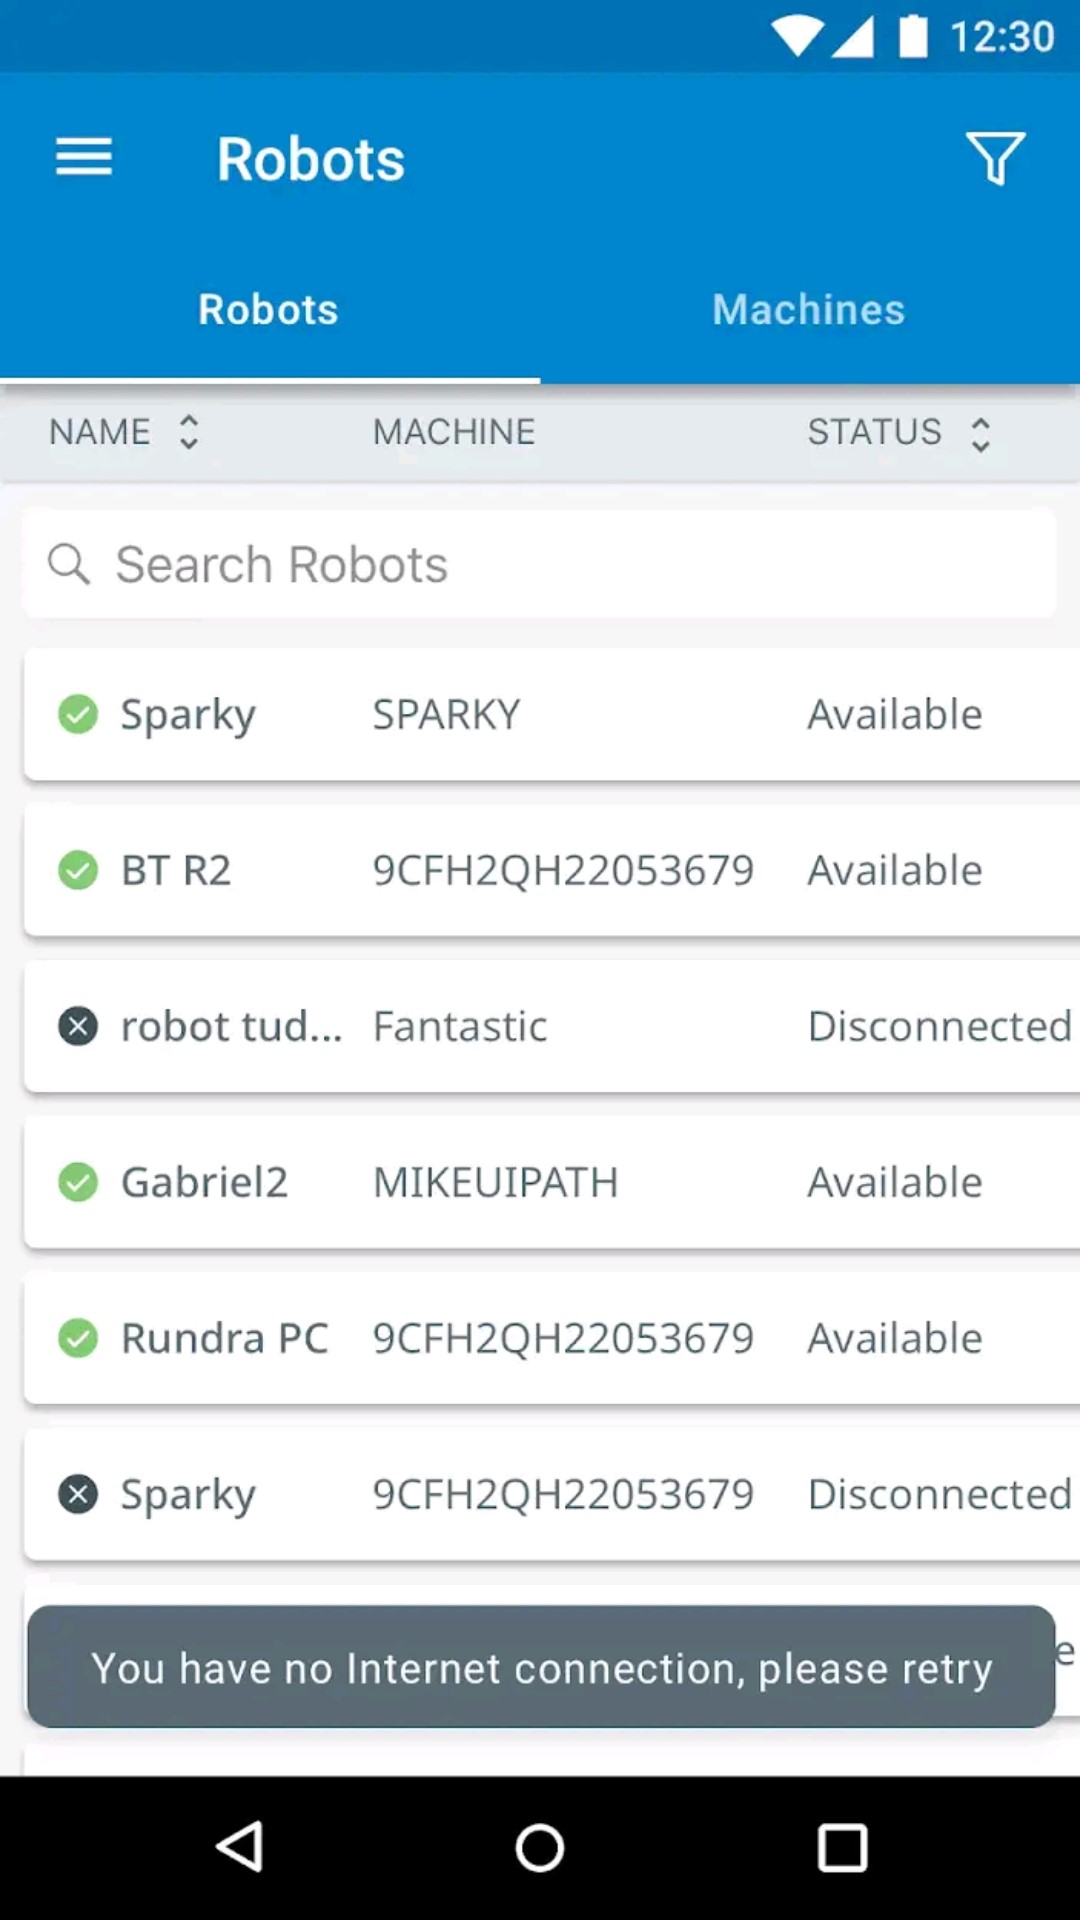 12:30
Robots
Robots Machines
NAME MACHINE STATUS
Search Robots
Sparky SPARKY Available
BT R2 9CFH2QH22053679 Available
robot tud... Fantastic Disconnected
Gabriel2 MIKEUIPATH Available
Rundra PC 9CFH2QH22053679 Available
Sparky 9CFH2QH22053679 Disconnected
You have no Internet connection, please retry